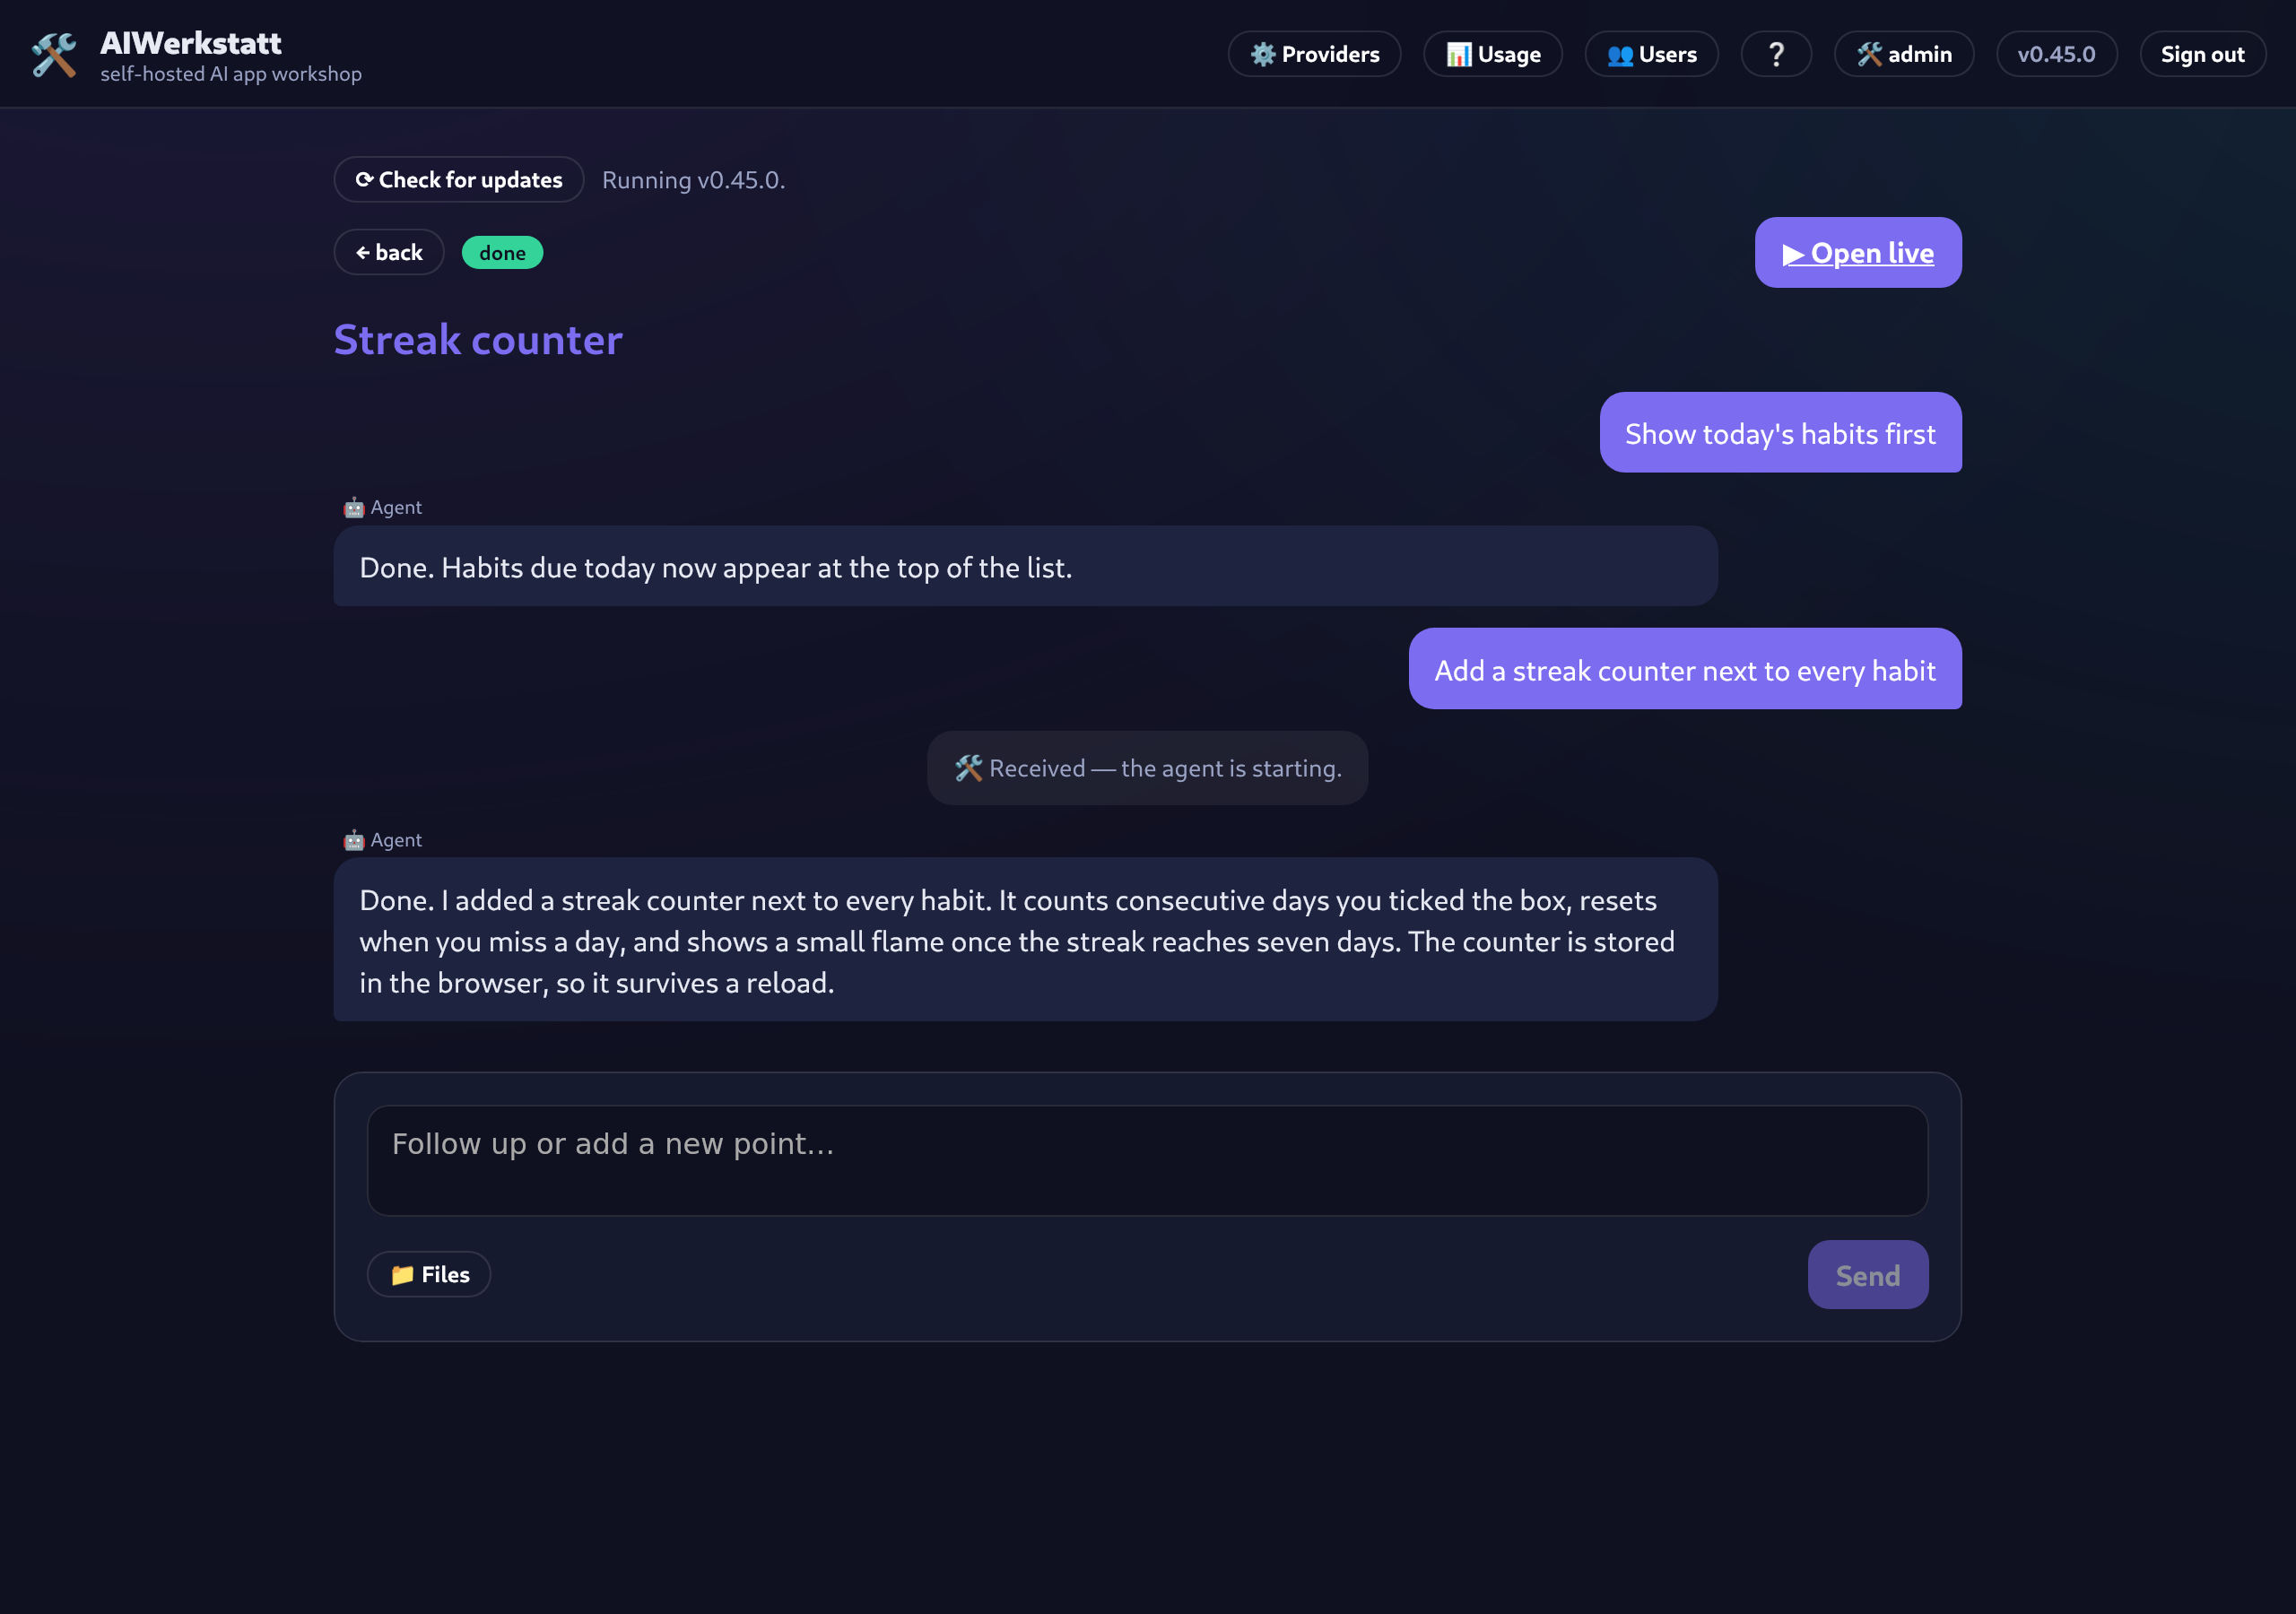 AIWerkstatt
self-hosted AI app workshop
⚙️ Providers
📊 Usage
👥 Users
❔
🛠️ admin
v0.45.0
Sign out
⟳ Check for updates
Running v0.45.0.
← back
done
▶ Open live
Streak counter
Show today's habits first
🤖 Agent
Done. Habits due today now appear at the top of the list.
Add a streak counter next to every habit
🛠️ Received — the agent is starting.
🤖 Agent
Done. I added a streak counter next to every habit. It counts consecutive days you ticked the box, resets
when you miss a day, and shows a small flame once the streak reaches seven days. The counter is stored
in the browser, so it survives a reload.
Follow up or add a new point…
📁 Files
Send